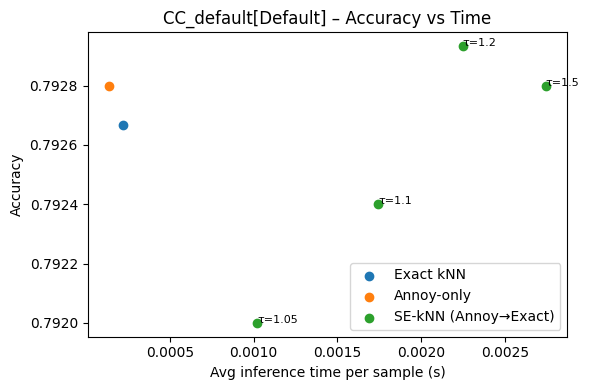 CC_default[Default] – Accuracy vs Time
Accuracy
0.7928
0.7926
0.7924
0.7922
0.7920
τ=1.2
τ=1.5
τ=1.1
τ=1.05
Exact kNN
Annoy-only
SE-kNN (Annoy→Exact)
0.0005 0.0010 0.0015 0.0020 0.0025
Avg inference time per sample (s)